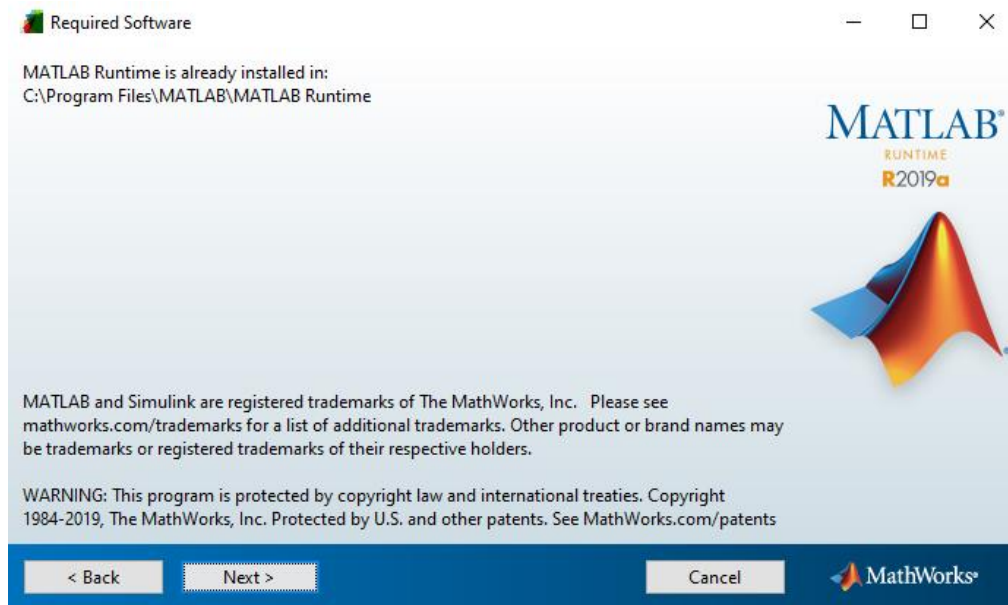 Required Software
MATLAB Runtime is already installed in:
C:\Program Files\MATLAB\MATLAB Runtime
MATLAB®
RUNTIME
R2019a
MATLAB and Simulink are registered trademarks of The MathWorks, Inc.   Please see
mathworks.com/trademarks for a list of additional trademarks. Other product or brand names may
be trademarks or registered trademarks of their respective holders.
WARNING: This program is protected by copyright law and international treaties. Copyright
1984-2019, The MathWorks, Inc. Protected by U.S. and other patents. See MathWorks.com/patents
< Back
Next >
Cancel
MathWorks®